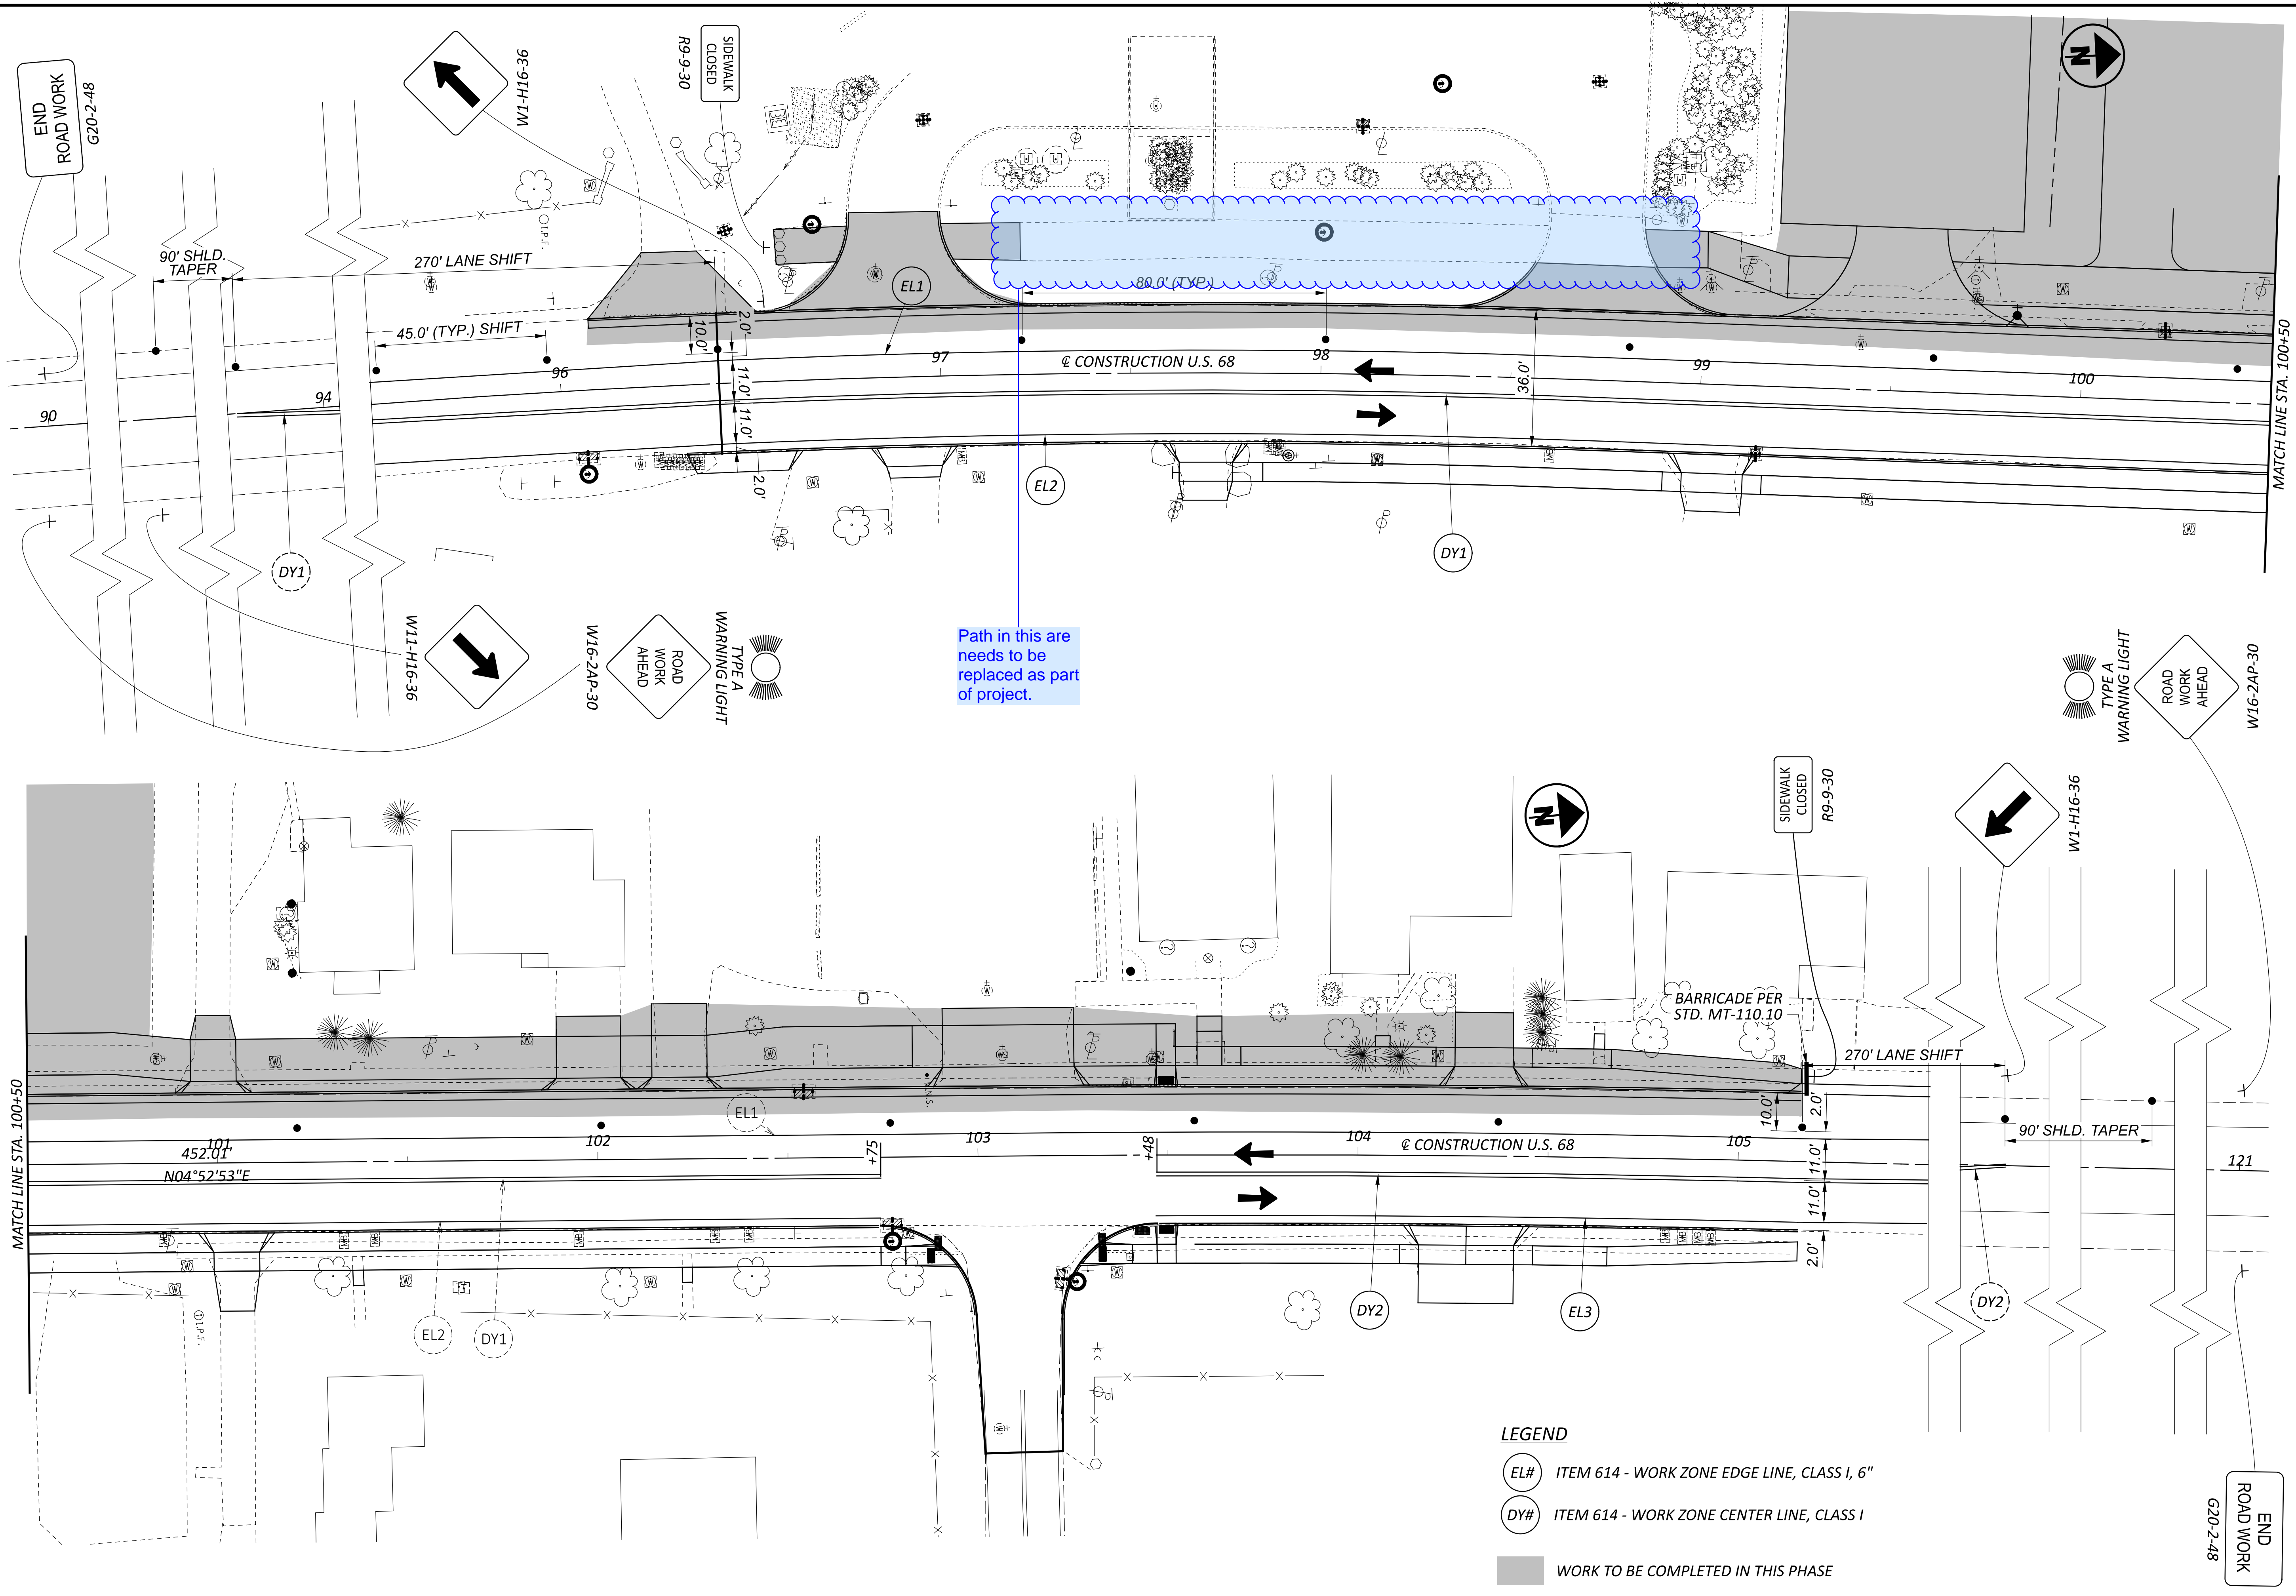 END
ROAD WORK
G20-2-48
W1-H16-36
SIDEWALK
CLOSED
R9-9-30
N
90' SHLD.
TAPER
270' LANE SHIFT
45.0' (TYP.) SHIFT
I.P.F.
EL1
80.0' (TYP.)
10.0'
2.0'
11.0'
11.0'
2.0'
36.0'
90
94
96
97
℄ CONSTRUCTION U.S. 68
98
99
100
MATCH LINE STA. 100+50
DY1
EL2
DY1
W11-H16-36
W16-2AP-30
ROAD
WORK
AHEAD
TYPE A
WARNING LIGHT
Path in this are
needs to be
replaced as part
of project.
TYPE A
WARNING LIGHT
ROAD
WORK
AHEAD
W16-2AP-30
SIDEWALK
CLOSED
R9-9-30
W1-H16-36
N
BARRICADE PER
STD. MT-110.10
270' LANE SHIFT
90' SHLD. TAPER
MATCH LINE STA. 100+50
EL1
10.0'
2.0'
11.0'
11.0'
2.0'
101
452.01'
N04°52'53"E
102
+75
103
+48
104
℄ CONSTRUCTION U.S. 68
105
121
I.P.F.
EL2
DY1
DY2
EL3
DY2
LEGEND
EL# ITEM 614 - WORK ZONE EDGE LINE, CLASS I, 6"
DY# ITEM 614 - WORK ZONE CENTER LINE, CLASS I
WORK TO BE COMPLETED IN THIS PHASE
END
ROAD WORK
G20-2-48